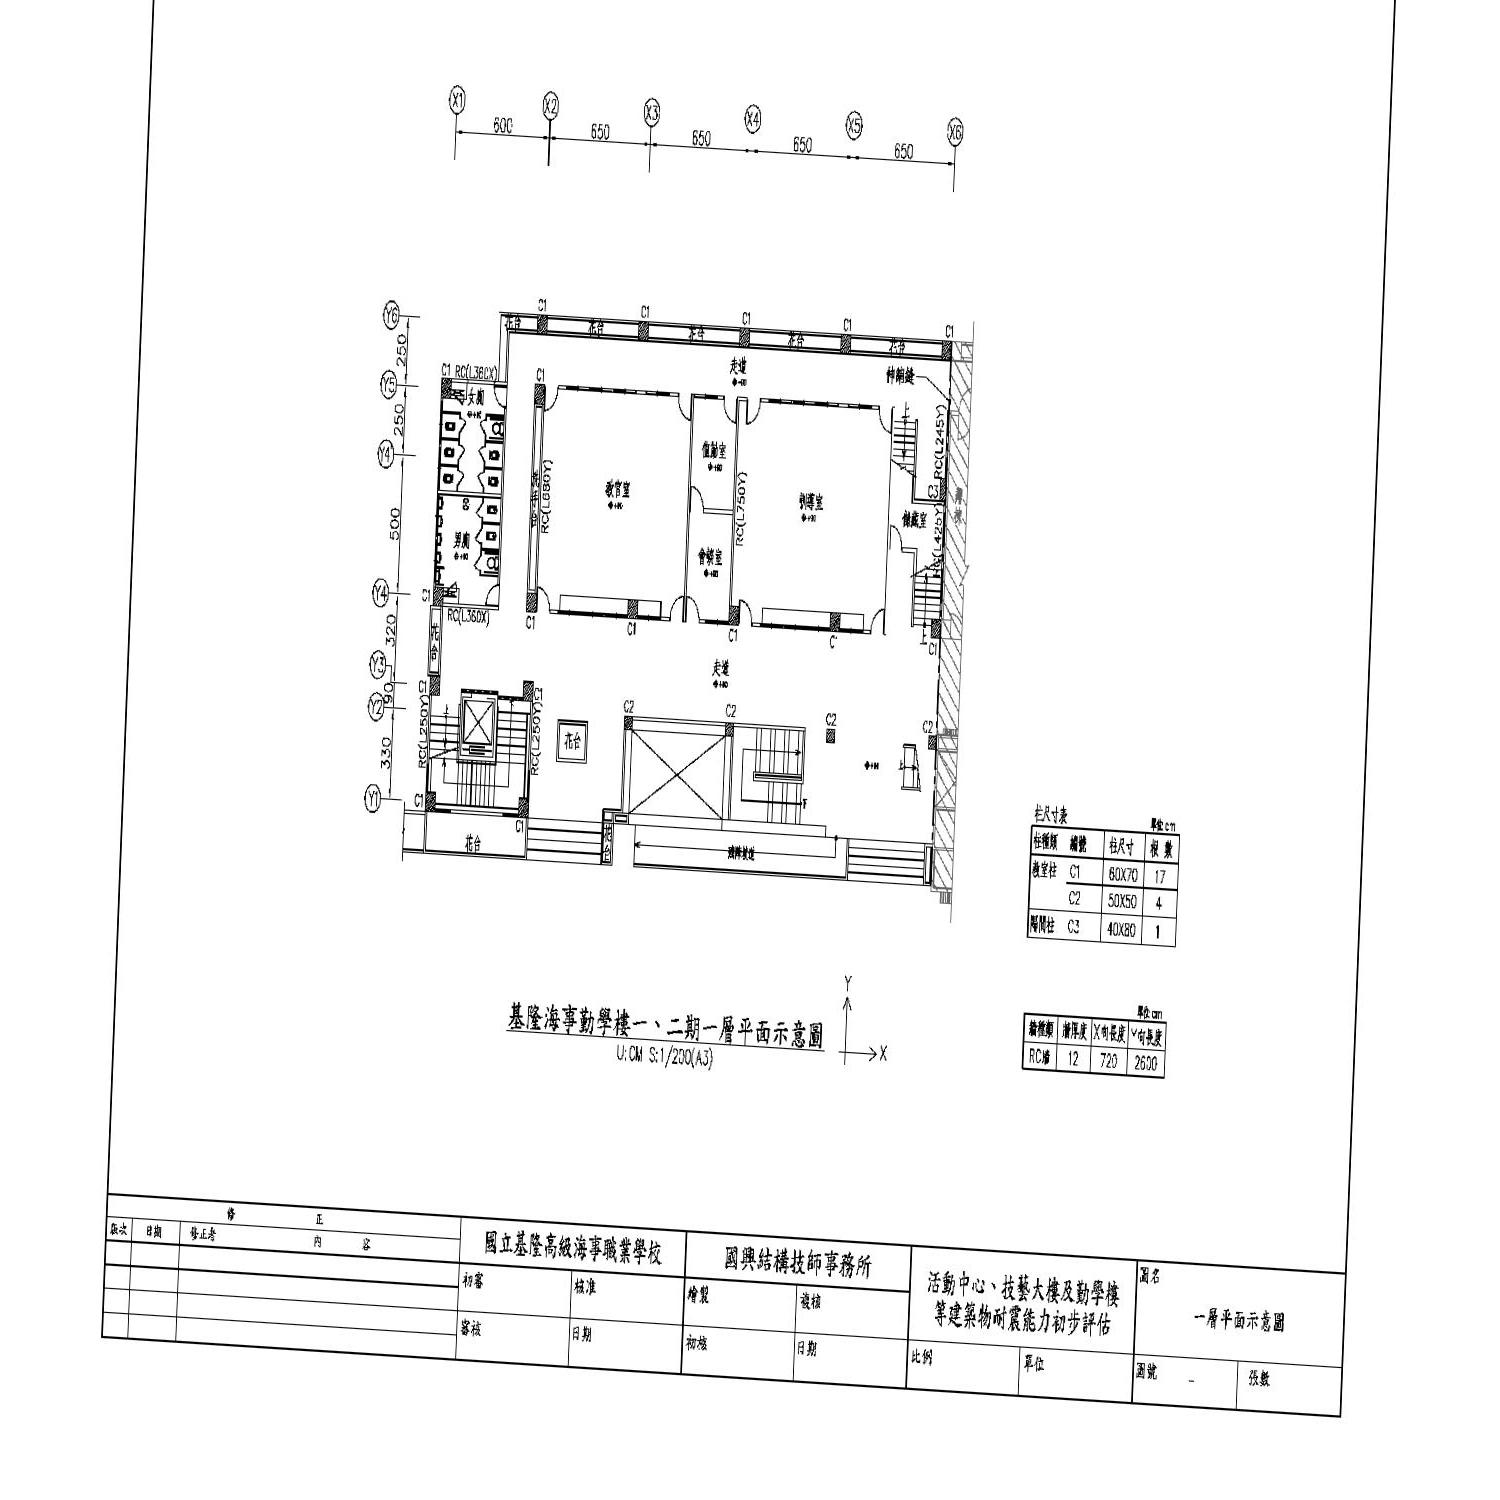 X1 X2 X3 X4 X5 X6
600 650 650 650 650
C1 C1 C1 C1 C1
Y6
花台 花台 花台 花台 花台
250
走道
伸縮縫
Y5
C1 RC(L360X) C1
女廁
250
上
RC(L245Y)
Y4
值勤室
教官室
RC(L680Y)
RC(L750Y)
訓導室
C3
儲藏室
500
男廁
會議室
RC(L425Y)
Y4
C2
RC(L360X)
C1 C1 C1 C1
上
320
花台
走道
Y3
C2 C2
90
Y2
C2 C2 C2 C2
上
RC(L250Y) RC(L250Y)
花台
330
上
下
Y1
C1 C1
花台
花台
殘障坡道
柱尺寸表
單位:cm
柱種類 編號 柱尺寸 根數
教室柱 C1 60X70 17
C2 50X50 4
隔間柱 C3 40X80 1
單位:cm
牆種類 牆厚度 X向長度 Y向長度
RC牆 12 720 2600
基隆海事勤學樓一、二期一層平面示意圖
U:CM S:1/200(A3)
Y
X
修 正
版次 日期 修正者 內 容
國立基隆高級海事職業學校
初審 核准
審核 日期
國興結構技師事務所
繪製 複核
初核 日期
活動中心、技藝大樓及勤學樓
等建築物耐震能力初步評估
比例 單位
圖名
一層平面示意圖
圖號 - 張數